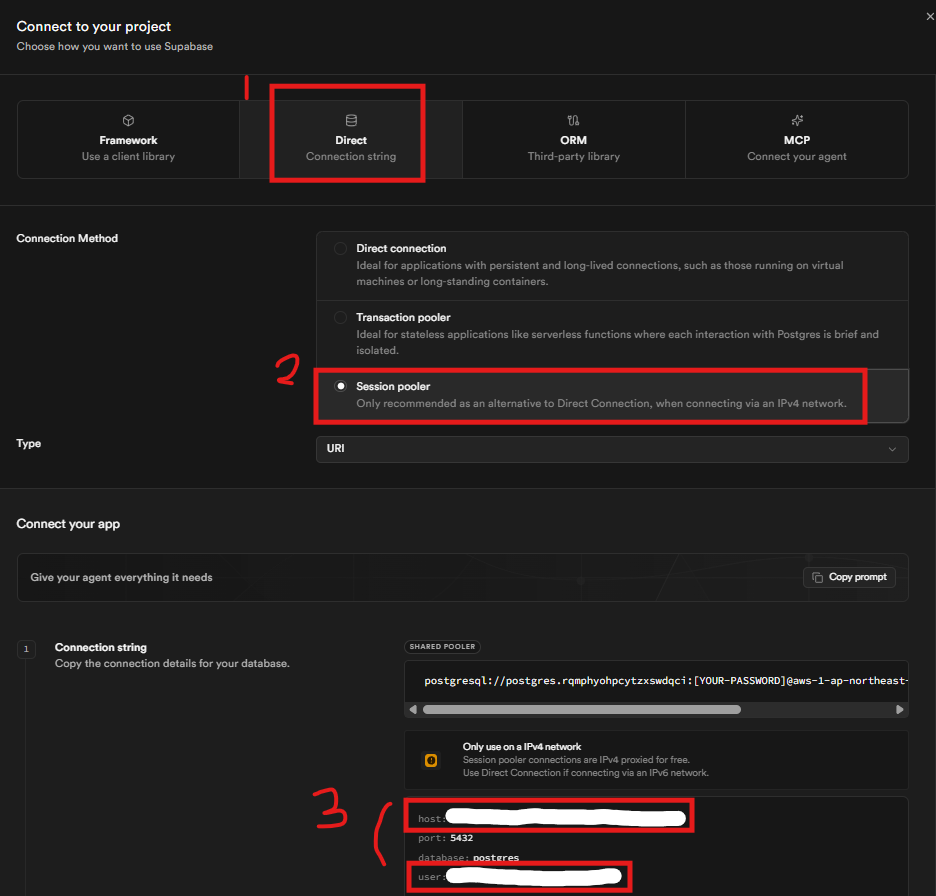 Connect to your project
Choose how you want to use Supabase
1
Framework
Use a client library
Direct
Connection string
ORM
Third-party library
MCP
Connect your agent
Connection Method
Direct connection
Ideal for applications with persistent and long-lived connections, such as those running on virtual
machines or long-standing containers.
Transaction pooler
Ideal for stateless applications like serverless functions where each interaction with Postgres is brief and
isolated.
2
Session pooler
Only recommended as an alternative to Direct Connection, when connecting via an IPv4 network.
Type
URI
Connect your app
Give your agent everything it needs
Copy prompt
1
Connection string
Copy the connection details for your database.
SHARED POOLER
postgresql://postgres.rqmphyohpcytzxswdqci:[YOUR-PASSWORD]@aws-1-ap-northeast-
Only use on a IPv4 network
Session pooler connections are IPv4 proxied for free.
Use Direct Connection if connecting via an IPv6 network.
3
host:
port: 5432
database: postgres
user: